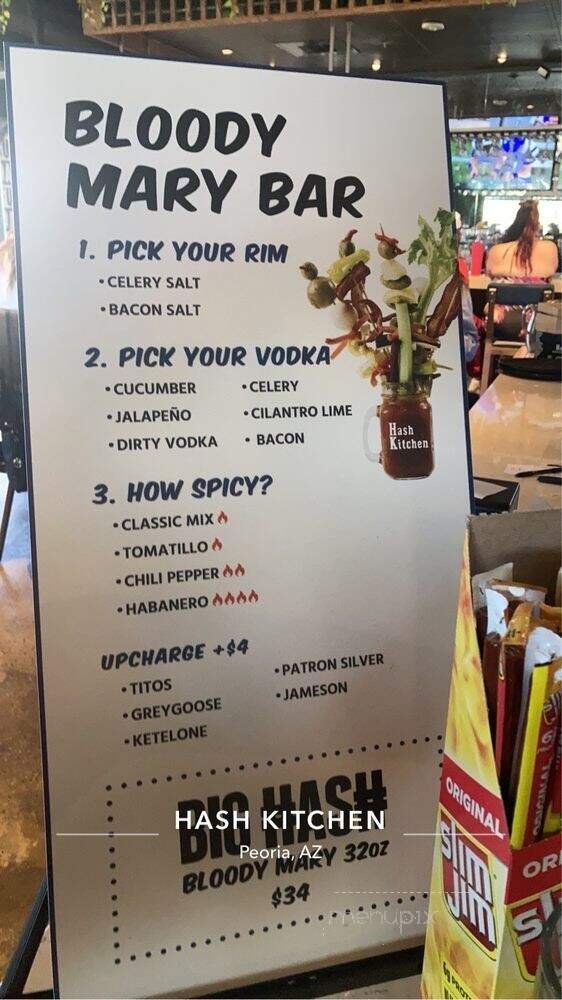 BLOODY
MARY BAR
1. PICK YOUR RIM
• CELERY SALT
• BACON SALT
2. PICK YOUR VODKA
• CUCUMBER
• JALAPEÑO
• DIRTY VODKA
• CELERY
• CILANTRO LIME
• BACON
Hash
Kitchen
3. HOW SPICY?
• CLASSIC MIX
• TOMATILLO
• CHILI PEPPER
• HABANERO
UPCHARGE +$4
• TITOS
• GREYGOOSE
• KETELONE
• PATRON SILVER
• JAMESON
BIG HASH
BLOODY MARY 32OZ
$34
HASH KITCHEN
Peoria, AZ
menupix
ORIGINAL
Slim
Jim
ORIGINAL